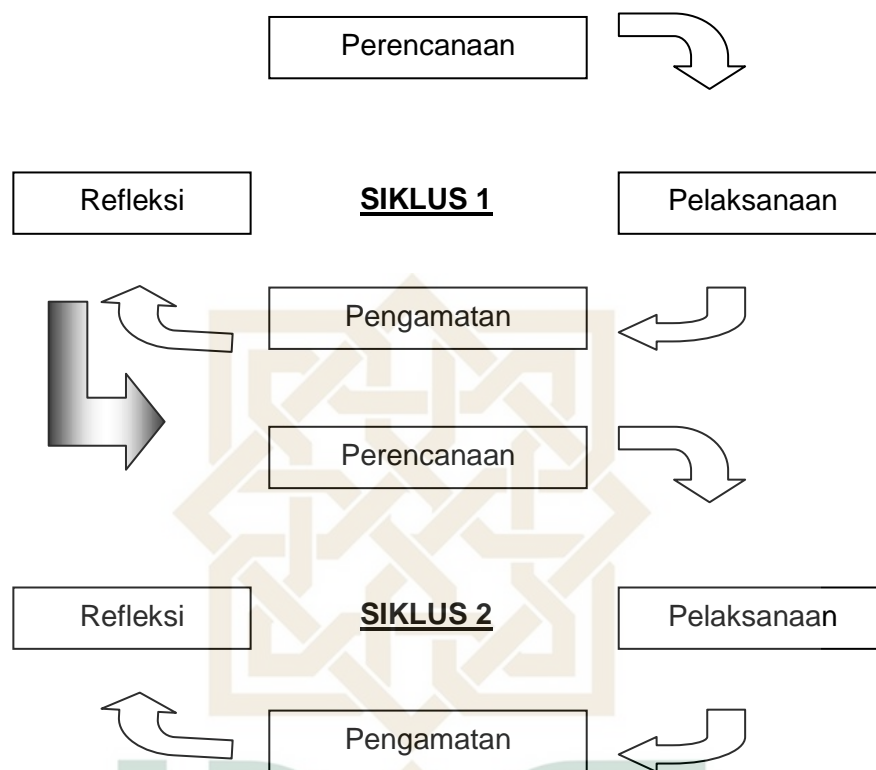 Perencanaan
Refleksi SIKLUS 1 Pelaksanaan
Pengamatan
Perencanaan
Refleksi SIKLUS 2 Pelaksanaan
Pengamatan